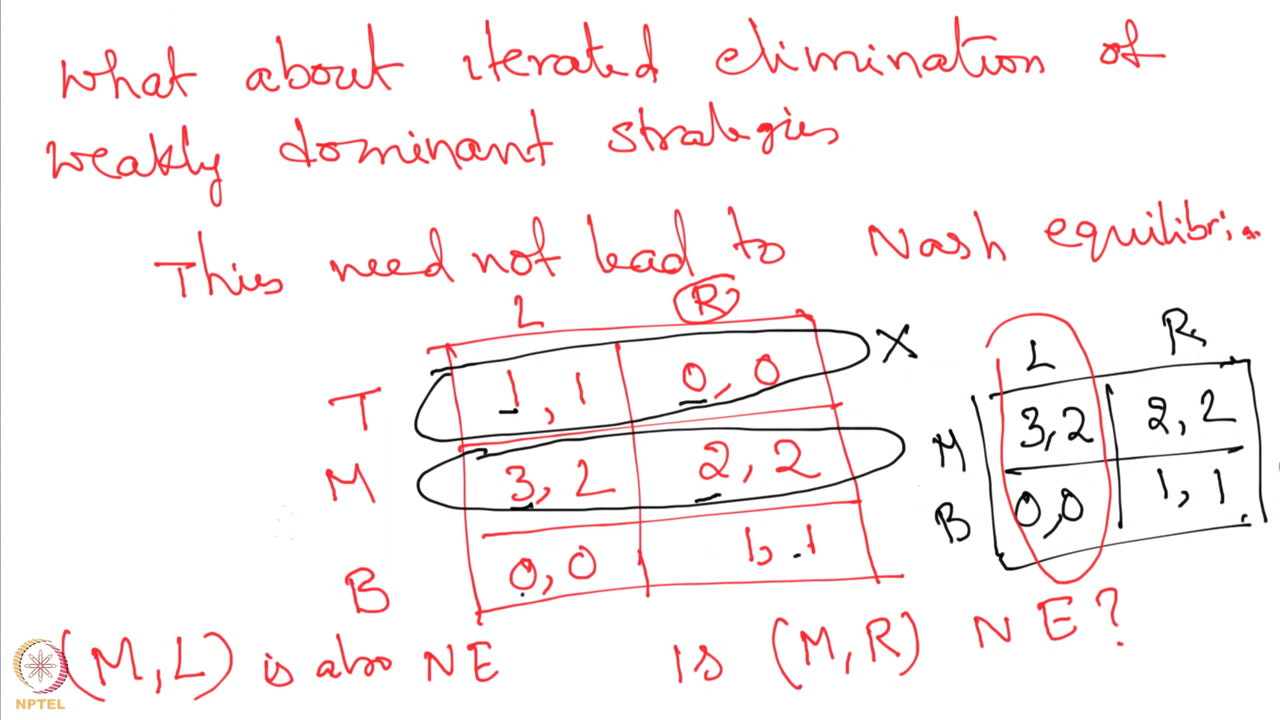 what about iterated elimination of
weakly dominant strategies
This need not lead to Nash
L R
T 1,1 0,0 X
M 3,2 2,2
B 0,0 1,1
L R
M 3,2 2,2
B 0,0 1,1
(M,L) is also NE Is (M,R) NE?
NPTEL